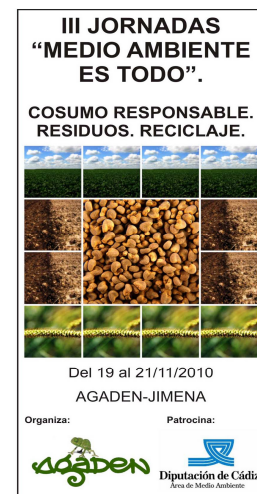 III JORNADAS
“MEDIO AMBIENTE
ES TODO”.
COSUMO RESPONSABLE.
RESIDUOS. RECICLAJE.
Del 19 al 21/11/2010
AGADEN-JIMENA
Organiza:
Patrocina:
AGADEN
Diputación de Cádiz
Área de Medio Ambiente